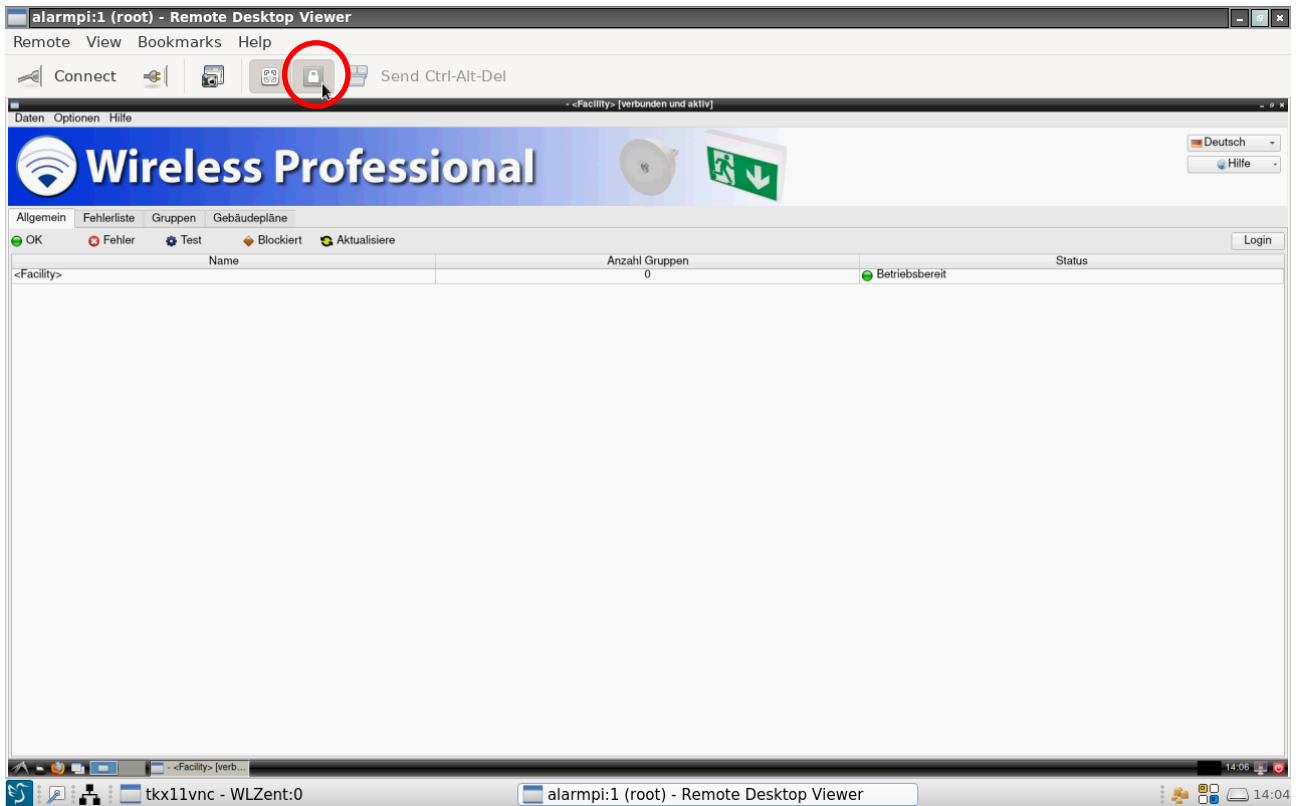 alarmpi:1 (root) - Remote Desktop Viewer
Remote View Bookmarks Help
Connect Send Ctrl-Alt-Del
- <Facility> [verbunden und aktiv]
Daten Optionen Hilfe
Wireless Professional
Deutsch
Hilfe
Allgemein Fehlerliste Gruppen Gebäudepläne
OK Fehler Test Blockiert Aktualisiere Login
Name Anzahl Gruppen Status
<Facility> 0 Betriebsbereit
- <Facility> [verb... 14:06
tkx11vnc - WLZent:0 alarmpi:1 (root) - Remote Desktop Viewer 14:04